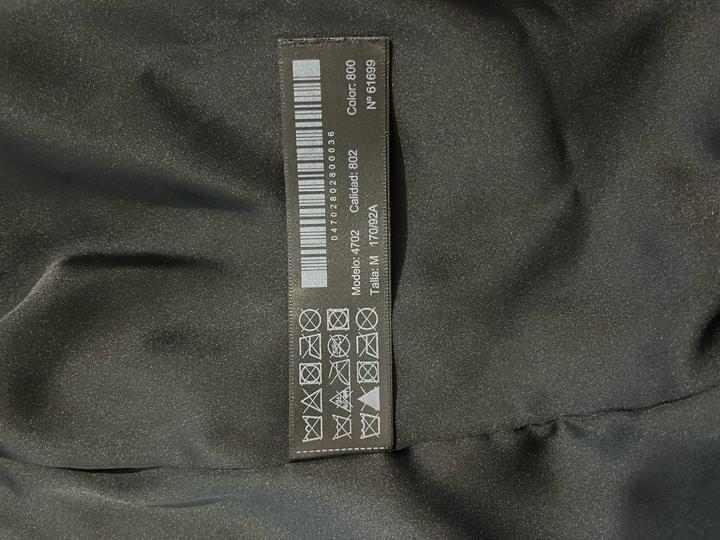 04702802800036
Modelo: 4702 Calidad: 802 Color: 800
Talla: M 170/92A Nº 61699